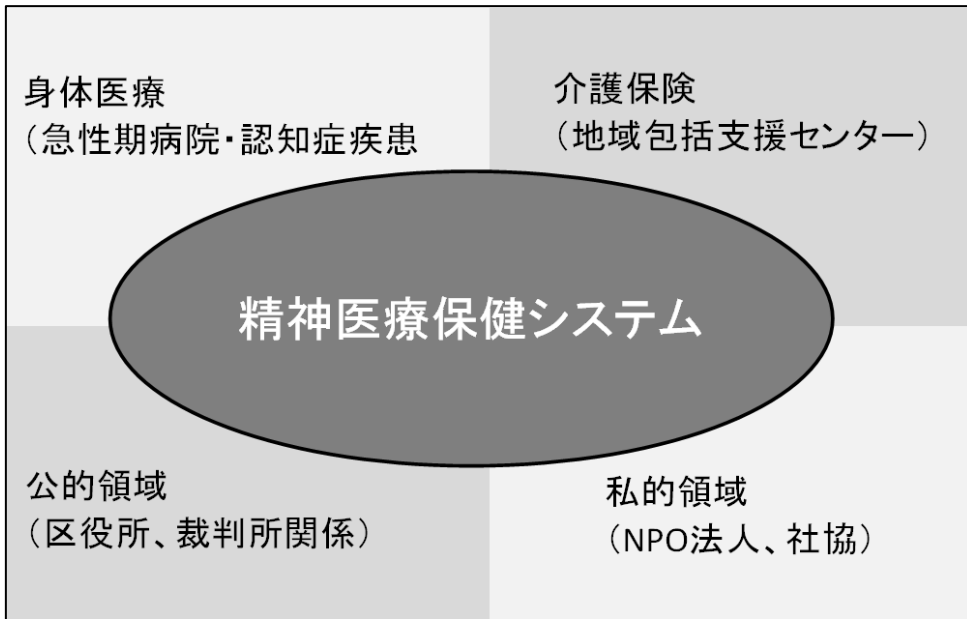 身体医療
（急性期病院・認知症疾患
介護保険
（地域包括支援センター）
精神医療保健システム
公的領域
（区役所、裁判所関係）
私的領域
（NPO法人、社協）